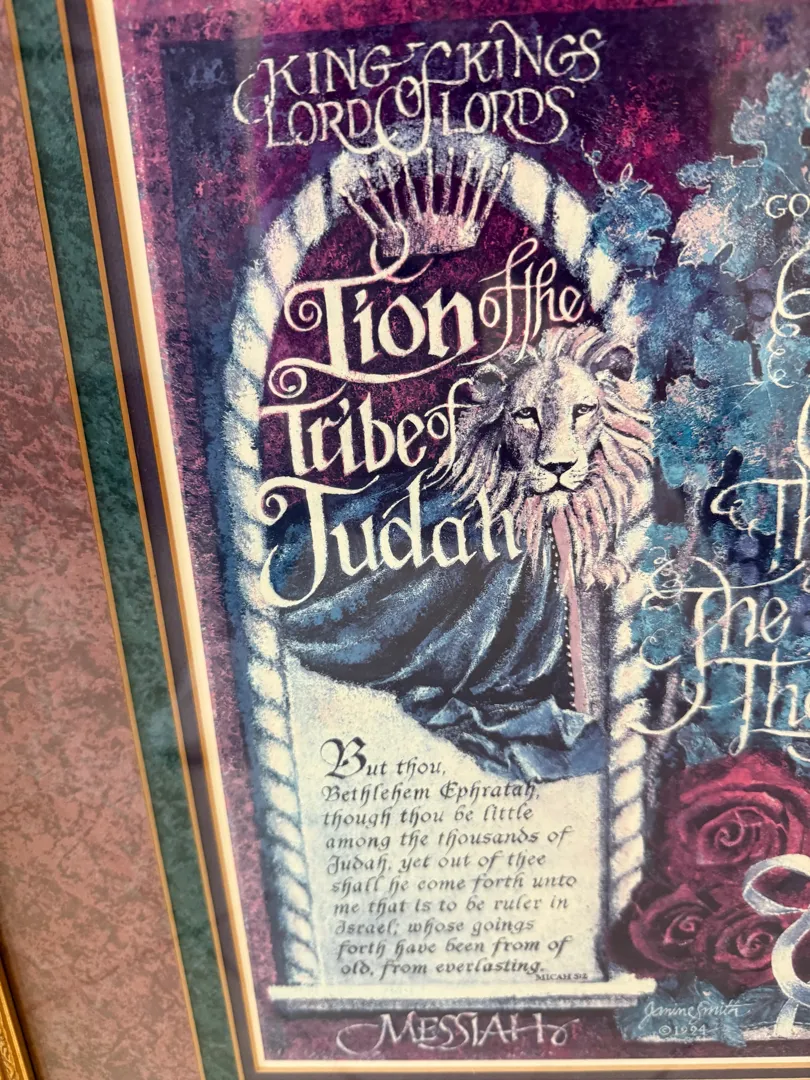 KING OF KINGS
LORD OF LORDS
Lion of the
Tribe of
Judah
But thou,
Bethlehem Ephratah,
though thou be little
among the thousands of
Judah, yet out of thee
shall he come forth unto
me that is to be ruler in
Israel; whose goings
forth have been from of
old, from everlasting.
MICAH 5:2
MESSIAH
GO
The
Janine Smith
©1994